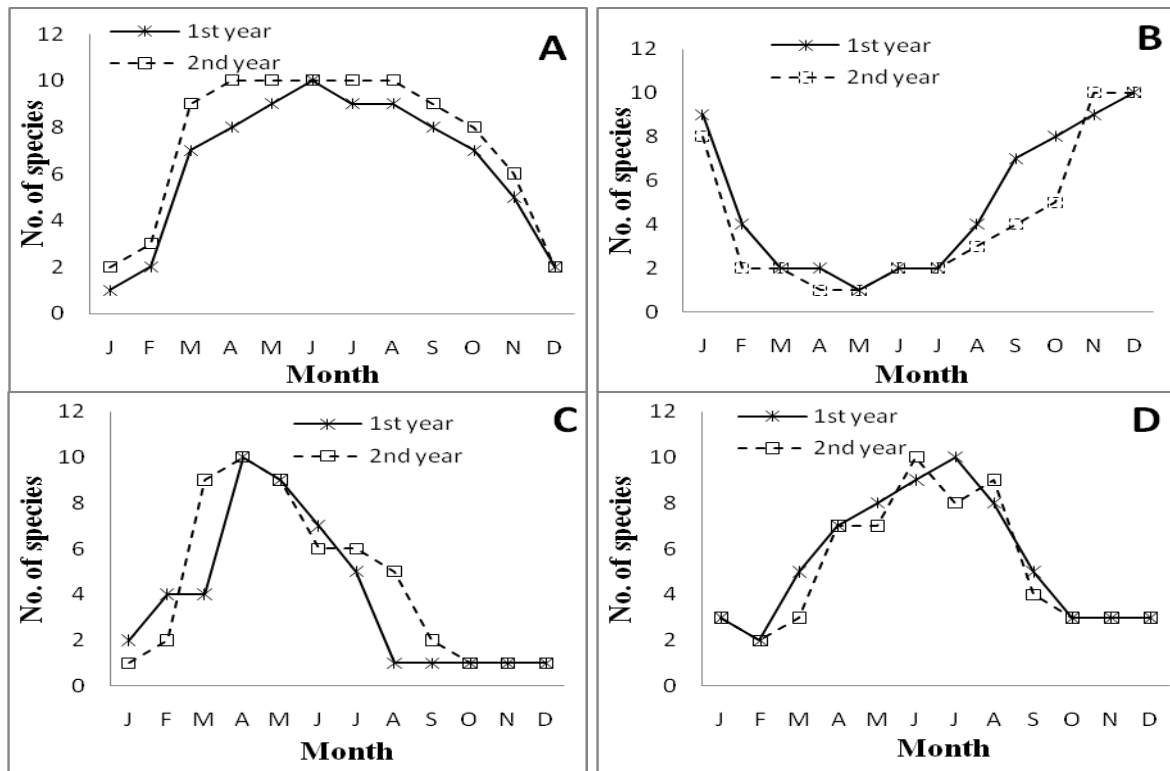 A
1st year
2nd year
12
10
8
6
4
2
0
No. of species
J F M A M J J A S O N D
Month
B
1st year
2nd year
12
10
8
6
4
2
0
No. of species
J F M A M J J A S O N D
Month
C
1st year
2nd year
12
10
8
6
4
2
0
No. of species
J F M A M J J A S O N D
Month
D
1st year
2nd year
12
10
8
6
4
2
0
No. of species
J F M A M J J A S O N D
Month